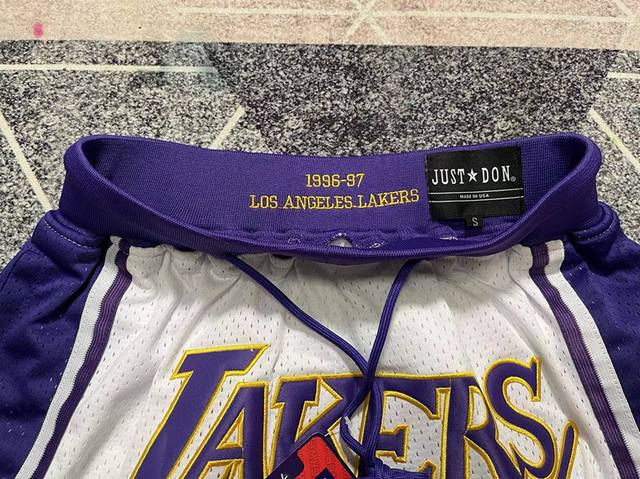 1996-97
LOS ANGELES LAKERS
JUST★DON®
MADE IN USA
S
LAKERS